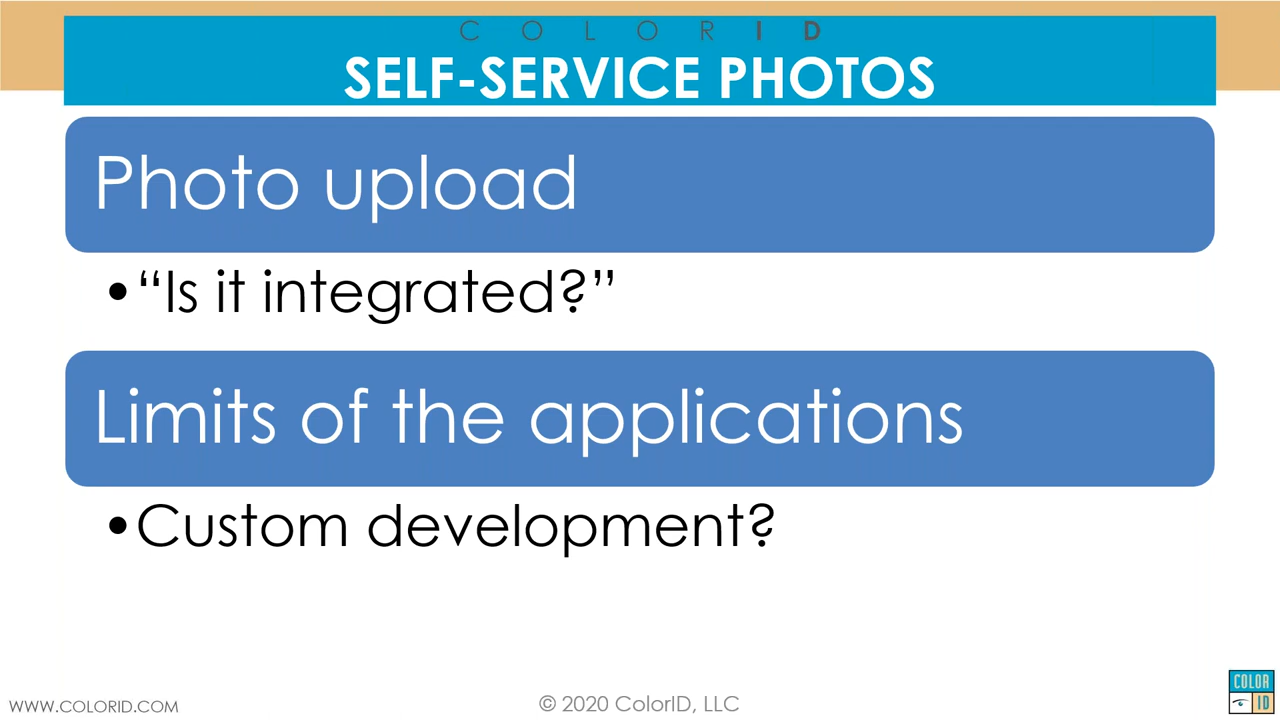 COLORID
SELF-SERVICE PHOTOS
Photo upload
•“Is it integrated?”
Limits of the applications
•Custom development?
WWW.COLORID.COM
© 2020 ColorID, LLC
COLOR
ID